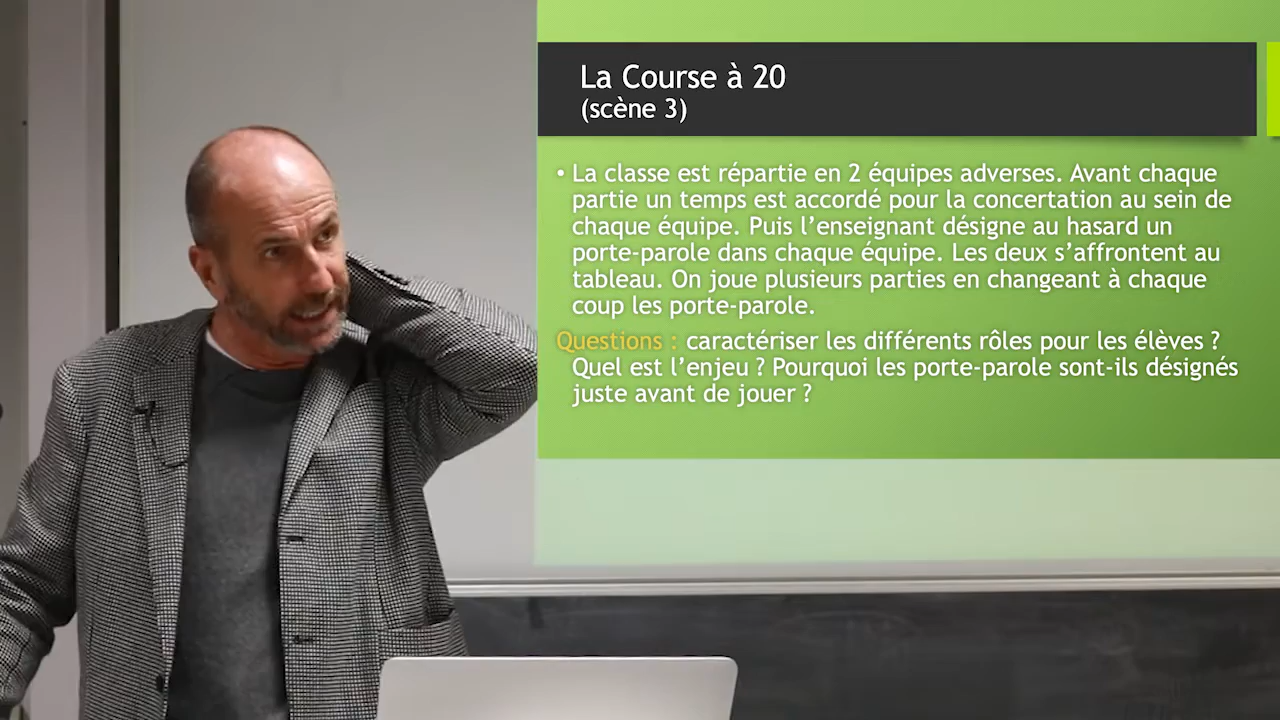 La Course à 20
(scène 3)
• La classe est répartie en 2 équipes adverses. Avant chaque
partie un temps est accordé pour la concertation au sein de
chaque équipe. Puis l’enseignant désigne au hasard un
porte-parole dans chaque équipe. Les deux s’affrontent au
tableau. On joue plusieurs parties en changeant à chaque
coup les porte-parole.
Questions : caractériser les différents rôles pour les élèves ?
Quel est l’enjeu ? Pourquoi les porte-parole sont-ils désignés
juste avant de jouer ?